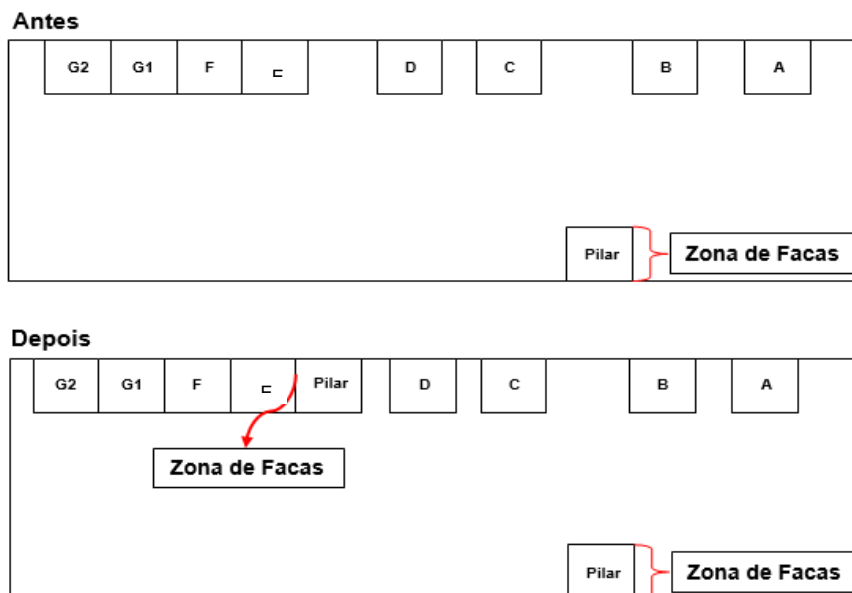 Antes
G2 G1 F D C B A
Pilar Zona de Facas
Depois
G2 G1 F Pilar D C B A
Zona de Facas
Pilar Zona de Facas